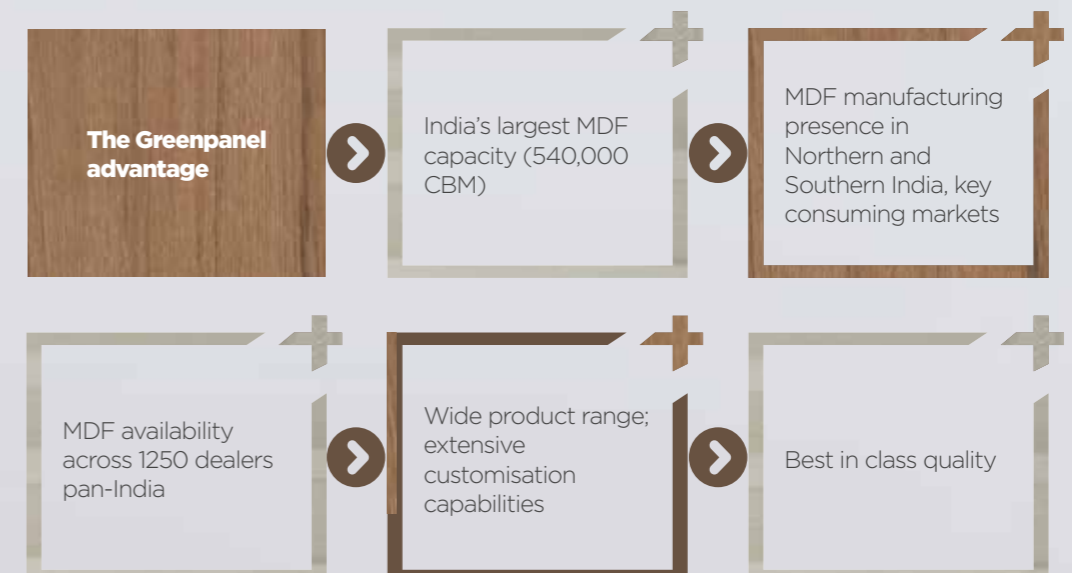 The Greenpanel
advantage
India's largest MDF
capacity (540,000
CBM)
MDF manufacturing
presence in
Northern and
Southern India, key
consuming markets
MDF availability
across 1250 dealers
pan-India
Wide product range;
extensive
customisation
capabilities
Best in class quality